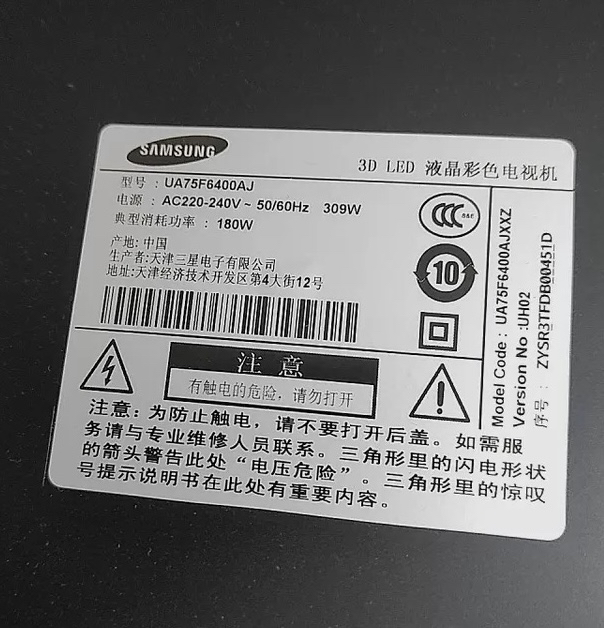 SAMSUNG
3D LED 液晶彩色电视机
型号 : UA75F6400AJ
电源 : AC220-240V ~ 50/60Hz 309W
典型消耗功率 : 180W
产地: 中国
生产者:天津三星电子有限公司
地址:天津经济技术开发区第4大街12号
CCC S&E
10
Model Code : UA75F6400AJXXZ
Version No :UH02
序号 : ZYSR3TFDB00451D
注 意
有触电的危险，请勿打开
注意: 为防止触电，请不要打开后盖。如需服
务请与专业维修人员联系。三角形里的闪电形状
的箭头警告此处“电压危险”。三角形里的惊叹
号提示说明书在此处有重要内容。